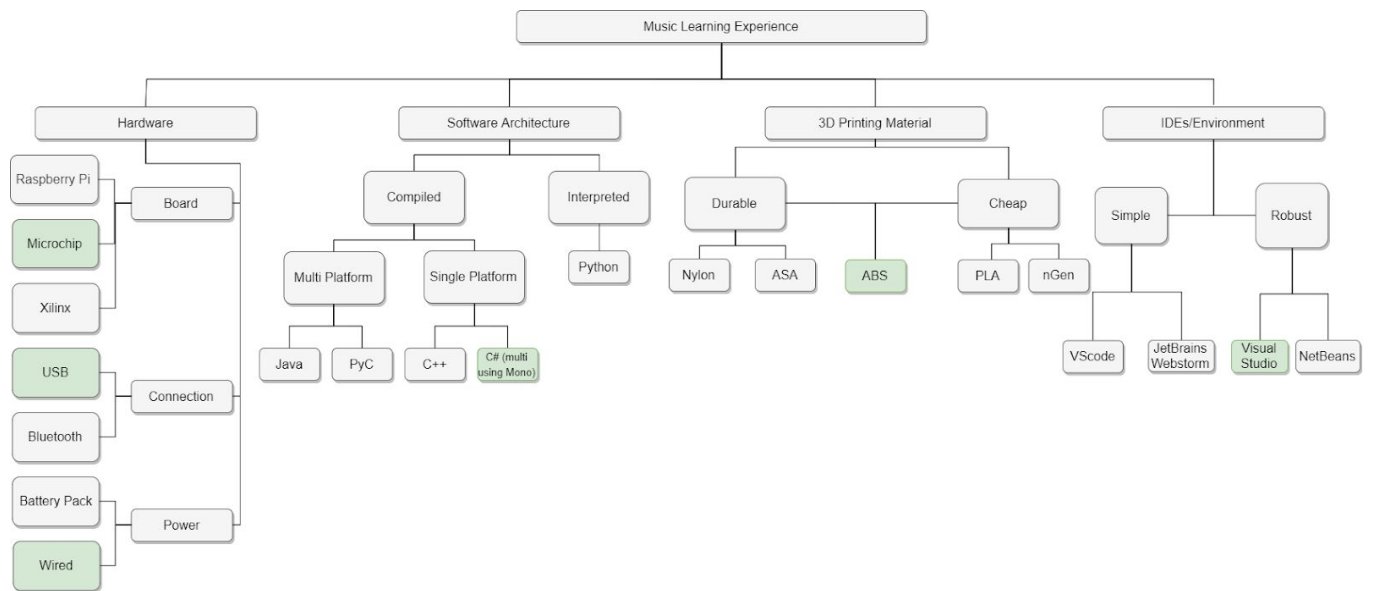 Music Learning Experience
Hardware
Software Architecture
3D Printing Material
IDEs/Environment
Raspberry Pi
Board
Microchip
Xilinx
USB
Connection
Bluetooth
Battery Pack
Power
Wired
Compiled
Interpreted
Multi Platform
Single Platform
Python
Java
PyC
C++
C# (multi
using Mono)
Durable
Cheap
Nylon
ASA
ABS
PLA
nGen
Simple
Robust
VScode
JetBrains
Webstorm
Visual
Studio
NetBeans